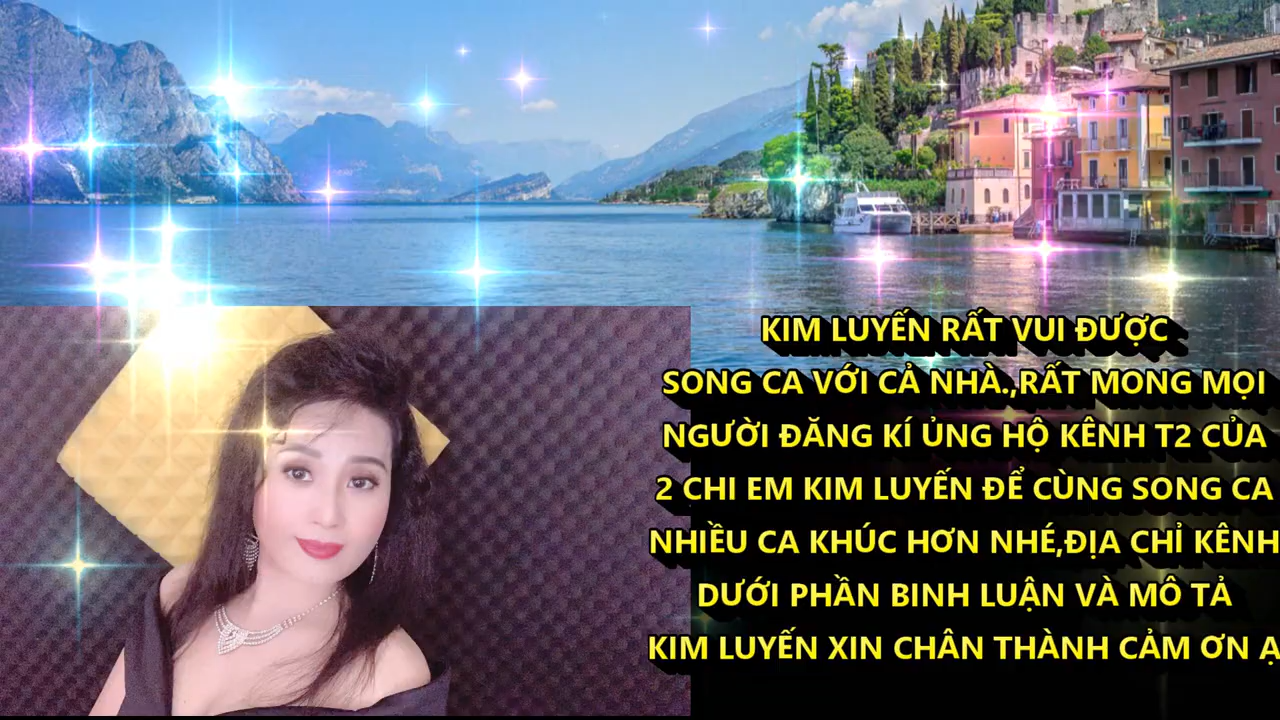 KIM LUYẾN RẤT VUI ĐƯỢC
SONG CA VỚI CẢ NHÀ.,RẤT MONG MỌI
NGƯỜI ĐĂNG KÍ ỦNG HỘ KÊNH T2 CỦA
2 CHỊ EM KIM LUYẾN ĐỂ CÙNG SONG CA
NHIỀU CA KHÚC HƠN NHÉ,ĐỊA CHỈ KÊNH
DƯỚI PHẦN BINH LUẬN VÀ MÔ TẢ
KIM LUYẾN XIN CHÂN THÀNH CẢM ƠN Ạ